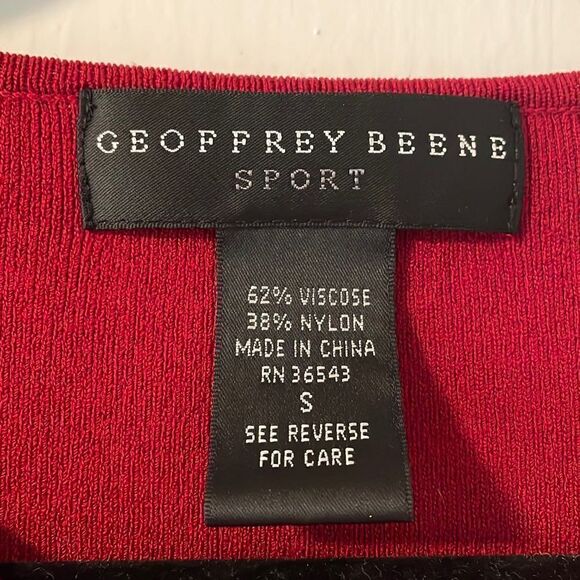 GEOFFREY BEENE
SPORT
62% VISCOSE
38% NYLON
MADE IN CHINA
RN 36543
S
SEE REVERSE
FOR CARE